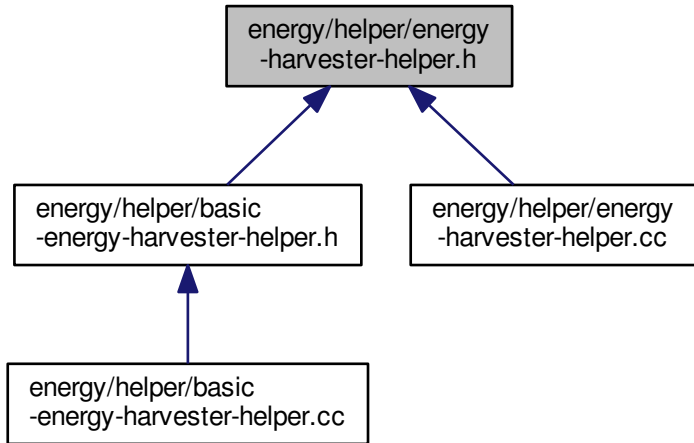 energy/helper/energy
-harvester-helper.h
energy/helper/basic
-energy-harvester-helper.h
energy/helper/energy
-harvester-helper.cc
energy/helper/basic
-energy-harvester-helper.cc